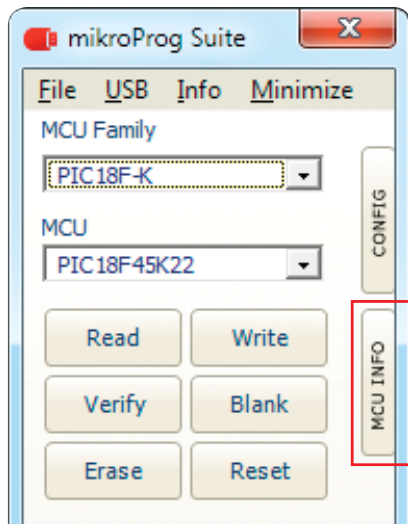 mikroProg Suite
File USB Info Minimize
MCU Family
PIC18F-K
MCU
PIC18F45K22
Read Write
Verify Blank
Erase Reset
CONFIG
MCU INFO